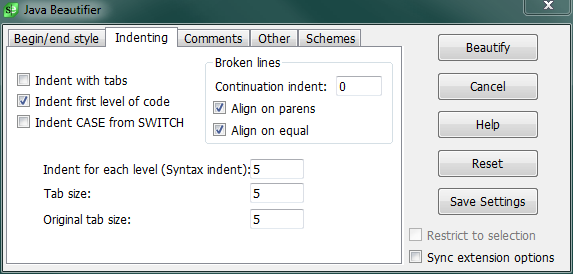 Java Beautifier
Begin/end style Indenting Comments Other Schemes
Indent with tabs
Indent first level of code
Indent CASE from SWITCH
Broken lines
Continuation indent: 0
Align on parens
Align on equal
Indent for each level (Syntax indent): 5
Tab size: 5
Original tab size: 5
Beautify
Cancel
Help
Reset
Save Settings
Restrict to selection
Sync extension options